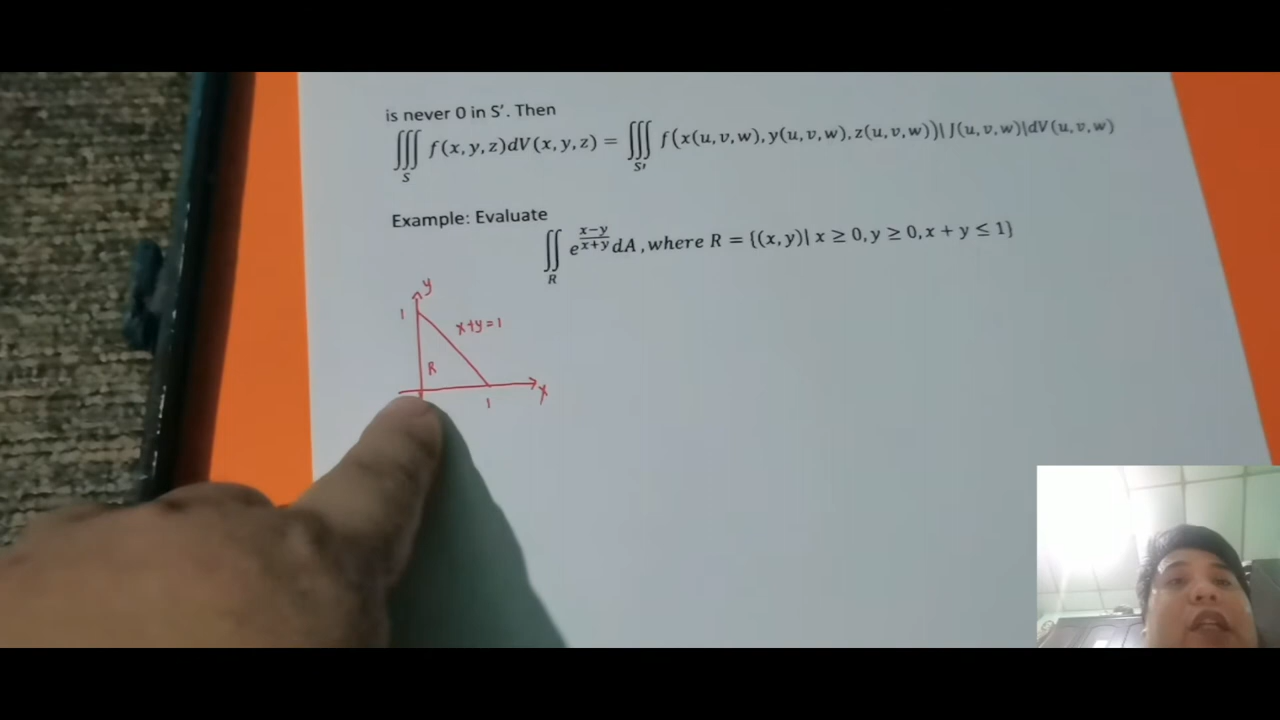 is never 0 in S'. Then
∭_S f(x, y, z)dV(x, y, z) = ∭_S' f(x(u, v, w), y(u, v, w), z(u, v, w))| J(u, v, w)|dV(u, v, w)
Example: Evaluate
∬_R e^((x−y)/(x+y)) dA , where R = {(x, y)| x ≥ 0, y ≥ 0, x + y ≤ 1}
y
1
x+y=1
R
x
1